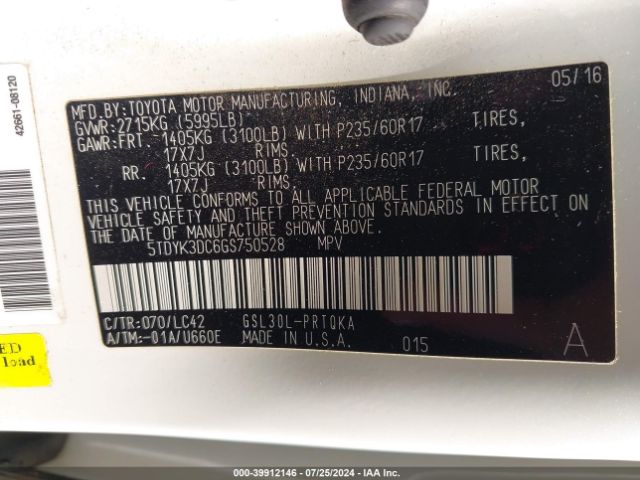 42661-08120
05/16
MFD. BY: TOYOTA MOTOR MANUFACTURING, INDIANA, INC.
GVWR: 2715KG (5995LB)
GAWR: FRT. 1405KG (3100LB) WITH P235/60R17 TIRES,
17X7J RIMS
RR. 1405KG (3100LB) WITH P235/60R17 TIRES,
17X7J RIMS.
THIS VEHICLE CONFORMS TO ALL APPLICABLE FEDERAL MOTOR
VEHICLE SAFETY AND THEFT PREVENTION STANDARDS IN EFFECT ON
THE DATE OF MANUFACTURE SHOWN ABOVE.
5TDYK3DC6GS750528 MPV
C/TR: 070/LC42 GSL30L-PRTQKA
A/TM: -01A/U660E MADE IN U.S.A. 015 A
load
000-39912146 - 07/25/2024 - IAAI.COM